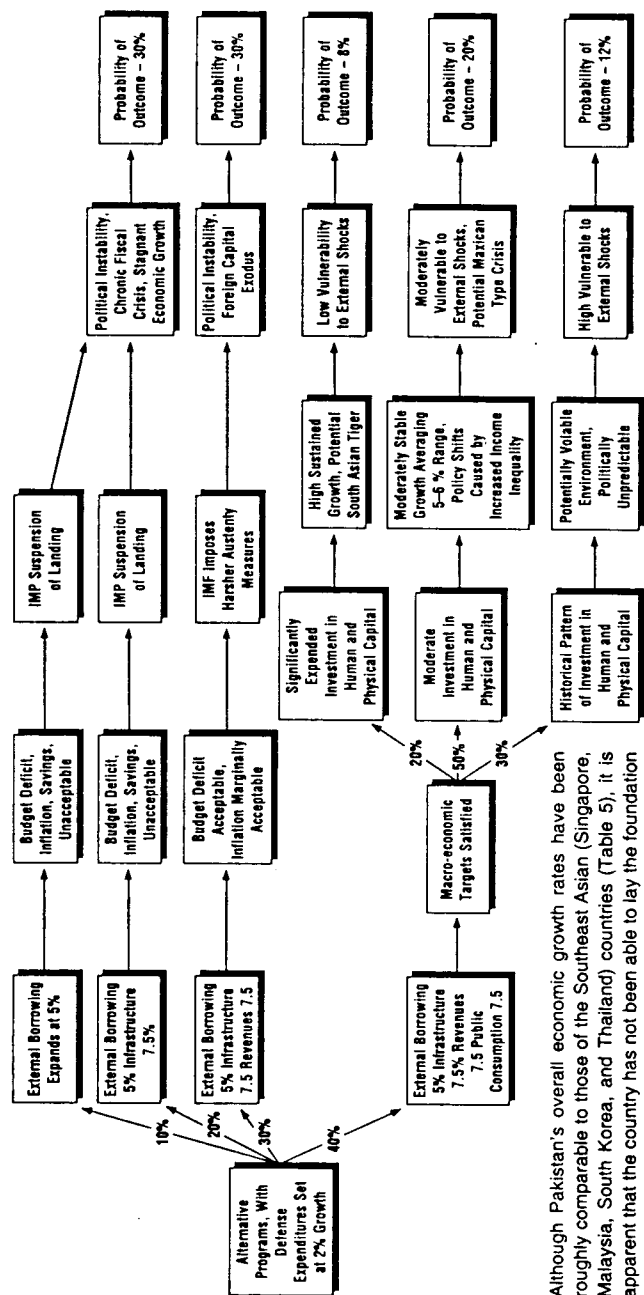 Alternative
Programs, With
Defense
Expenditures Set
at 2% Growth
10%
20%
30%
40%
External Borrowing
Expands at 5%
Budget Deficit,
Inflation, Savings,
Unacceptable
IMP Suspension
of Landing
Political Instability,
Chronic Fiscal
Crisis, Stegnant
Economic Growth
Probability of
Outcome – 30%
External Borrowing
5% Infrastructure
7.5%
Budget Deficit,
Inflation, Savings,
Unacceptable
IMP Suspension
of Landing
External Borrowing
5% Infrastructure
7.5 Revenues 7.5
Budget Deficit
Acceptable,
Inflation Marginally
Acceptable
IMF Imposes
Harsher Austenty
Measures
Political Instability,
Foreign Capital
Exodus
Probability of
Outcome – 30%
External Borrowing
5% Infrastructure
7.5% Revenues
7.5 Public
Consumption 7.5
Macro-economic
Targets Satisfied
20%
50%
30%
Significantly
Expended
Investment in
Human and
Physical Capital
High Sustained
Growth, Potential
South Asian Tiger
Low Vulnerability
to External Shocks
Probability of
Outcome – 8%
Moderate
Investment in
Human and
Physical Capital
Moderately Stable
Growth Averaging
5–6 % Range,
Policy Shifts
Caused by
Increased Income
Inequality
Moderately
Vulnerable to
External Shocks,
Potential Maxican
Type Crisis
Probability of
Outcome – 20%
Historical Pattern
of Investment in
Human and
Physical Capital
Potentially Volable
Environment,
Politically
Unpredictable
High Vulnerable to
External Shocks
Probability of
Outcome – 12%
Although Pakistan's overall economic growth rates have been
roughly comparable to those of the Southeast Asian (Singapore,
Malaysia, South Korea, and Thailand) countries (Table 5), it is
apparent that the country has not been able to lay the foundation